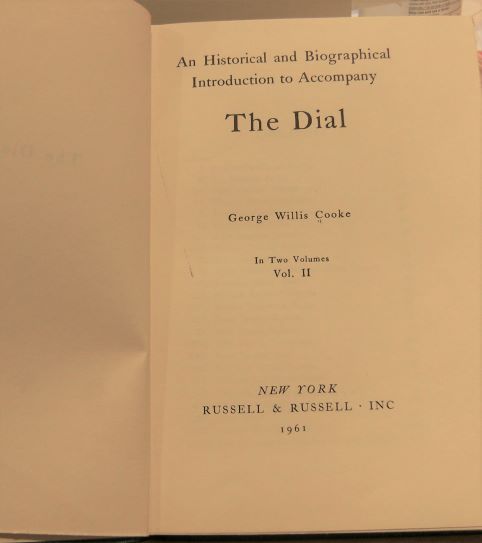 An Historical and Biographical
Introduction to Accompany
The Dial
George Willis Cooke
In Two Volumes
Vol. II
NEW YORK
RUSSELL & RUSSELL · INC
1961